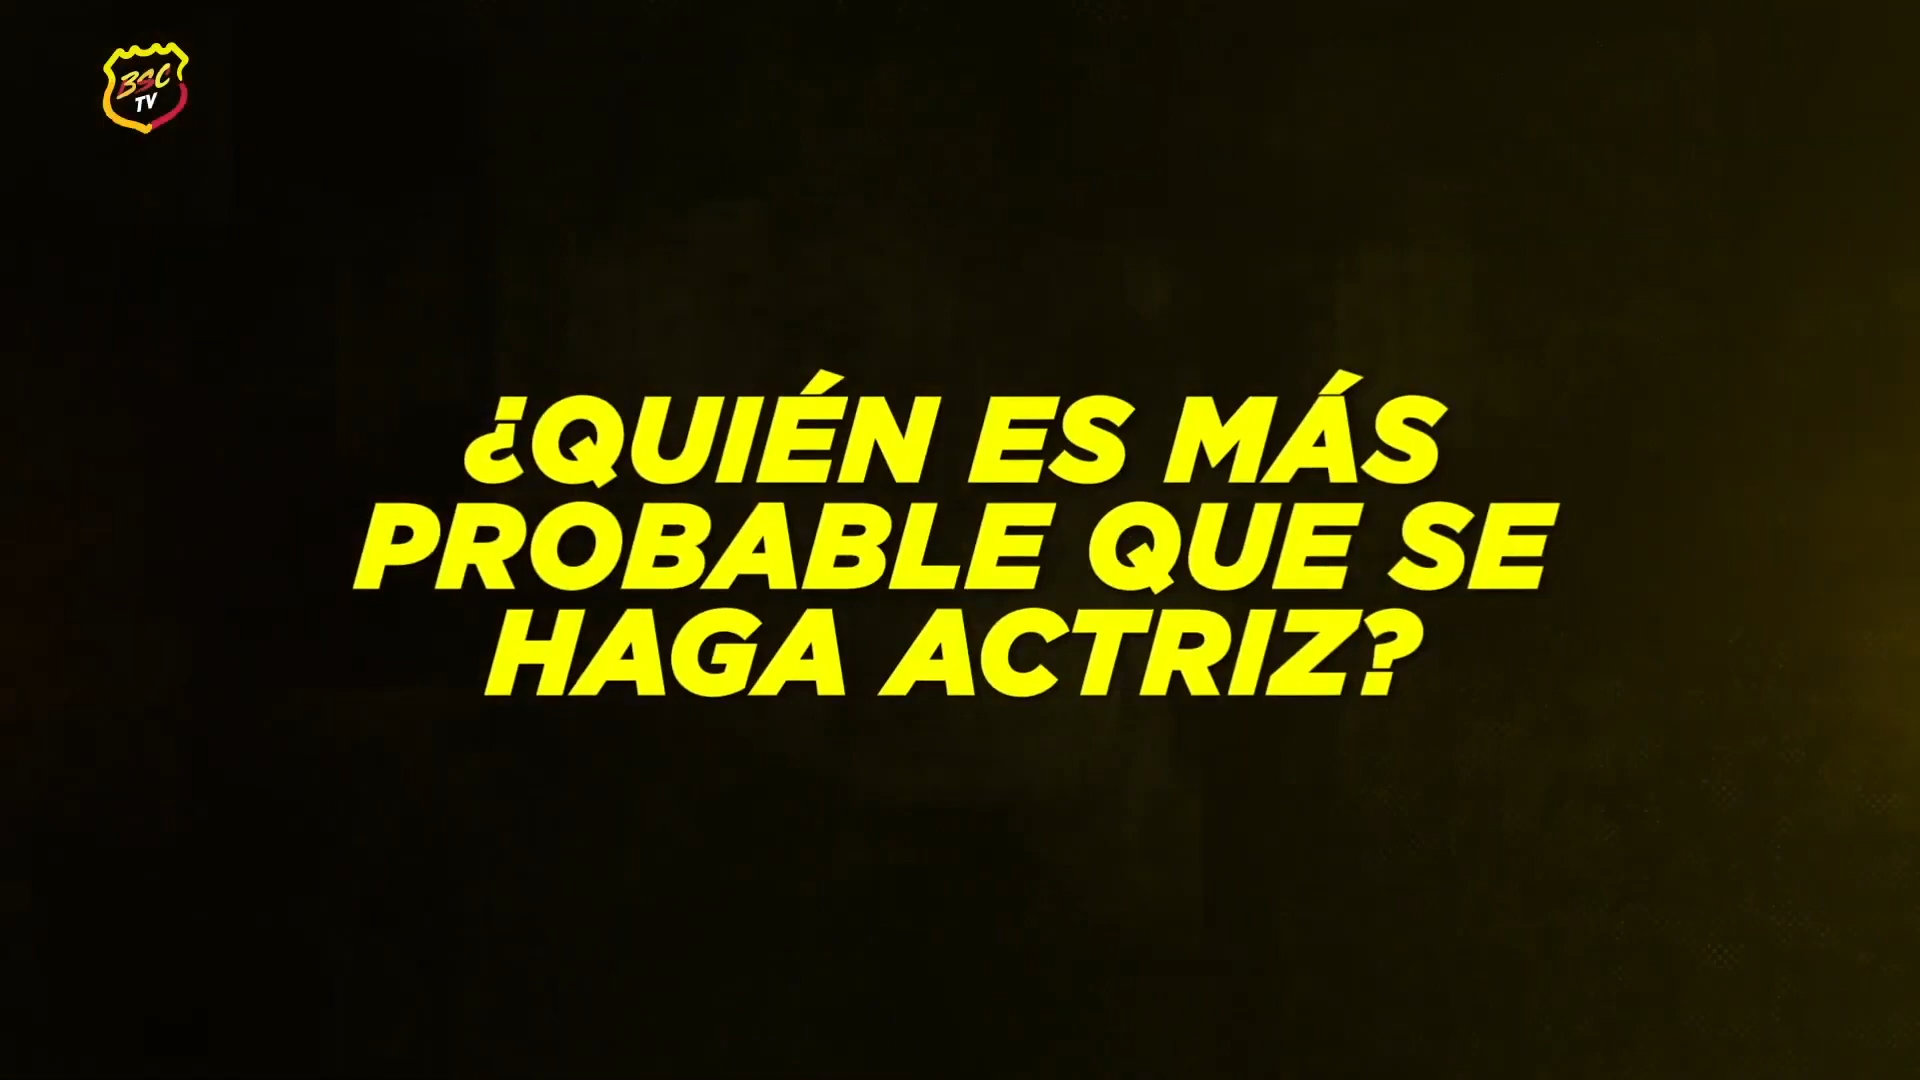 BSC
TV
¿QUIÉN ES MÁS
PROBABLE QUE SE
HAGA ACTRIZ?